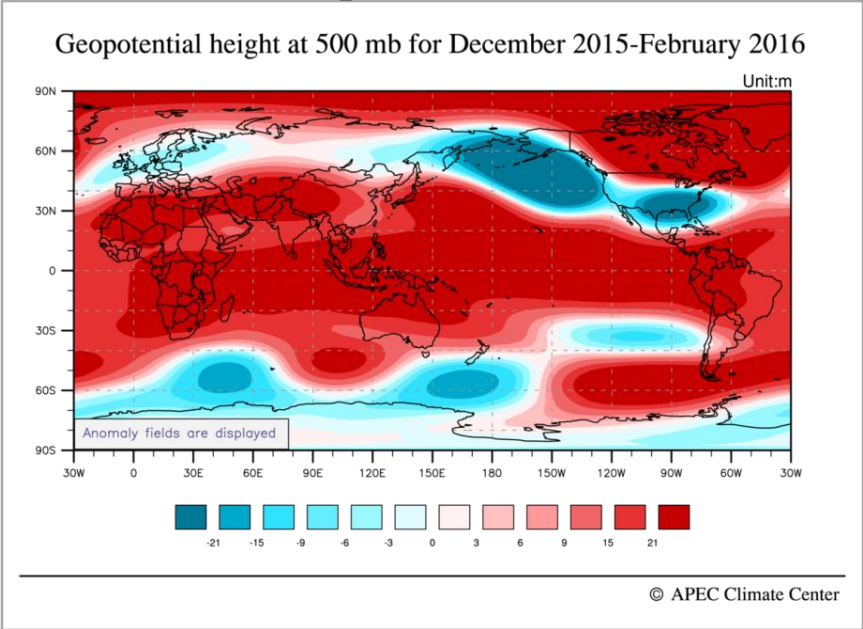 Geopotential height at 500 mb for December 2015-February 2016
Unit:m
90N
60N
30N
0
30S
60S
90S
Anomaly fields are displayed
30W 0 30E 60E 90E 120E 150E 180 150W 120W 90W 60W 30W
-21 -15 -9 -6 -3 0 3 6 9 15 21
© APEC Climate Center